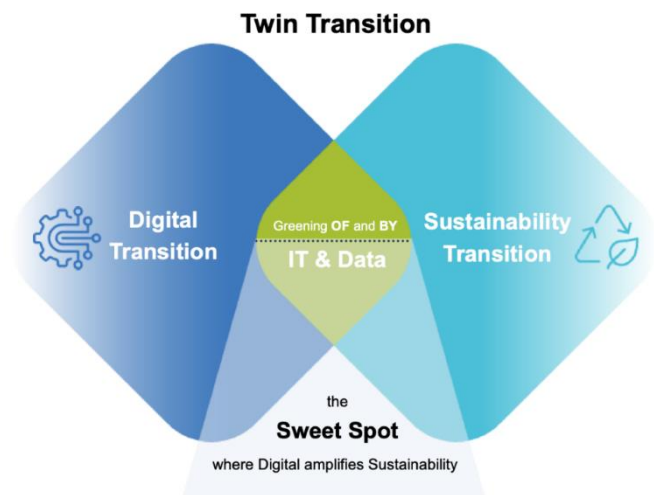 Twin Transition
Digital
Transition
Greening OF and BY
IT & Data
Sustainability
Transition
the
Sweet Spot
where Digital amplifies Sustainability